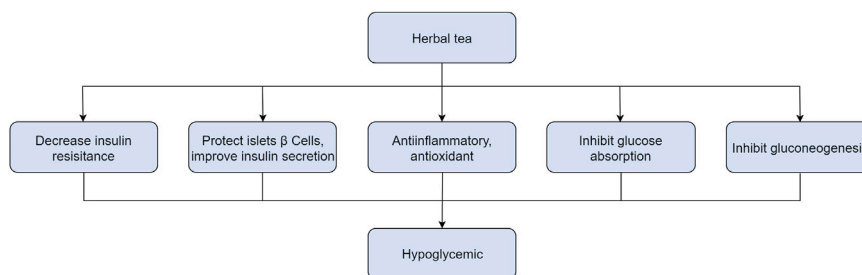 Herbal tea
Decrease insulin
resisitance
Protect islets β Cells,
improve insulin secretion
Antiinflammatory,
antioxidant
Inhibit glucose
absorption
Inhibit gluconeogenesi
Hypoglycemic